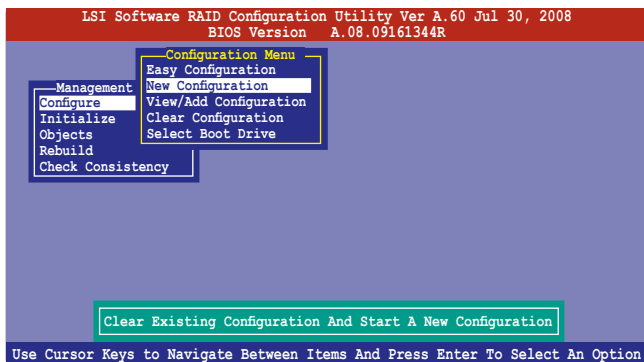 LSI Software RAID Configuration Utility Ver A.60 Jul 30, 2008
BIOS Version A.08.09161344R
Configuration Menu
Easy Configuration
New Configuration
View/Add Configuration
Clear Configuration
Select Boot Drive
Management
Configure
Initialize
Objects
Rebuild
Check Consistency
Clear Existing Configuration And Start A New Configuration
Use Cursor Keys to Navigate Between Items And Press Enter To Select An Option